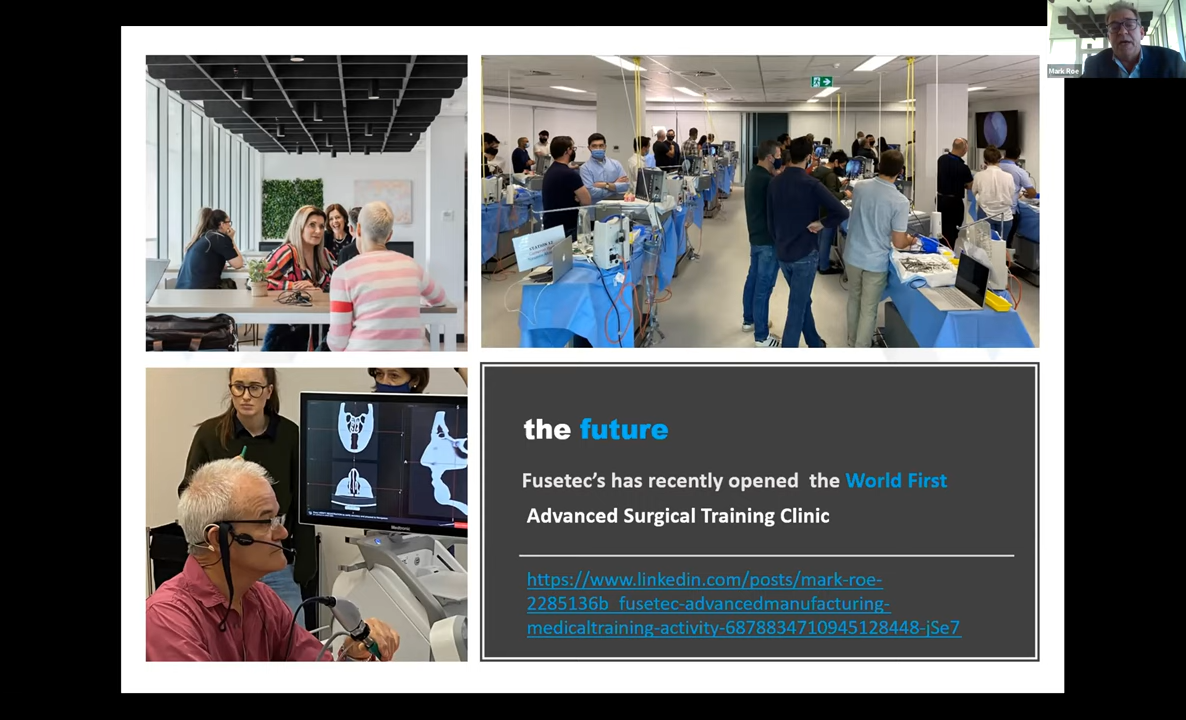 Mark Roe
the future
Fusetec's has recently opened the World First
Advanced Surgical Training Clinic
https://www.linkedin.com/posts/mark-roe-
2285136b_fusetec-advancedmanufacturing-
medicaltraining-activity-6878834710945128448-jSe7
Medtronic